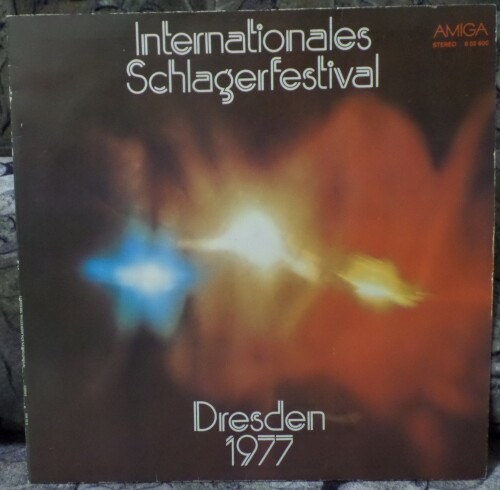 Internationales
Schlagerfestival
AMIGA
STEREO
Dresden
1977